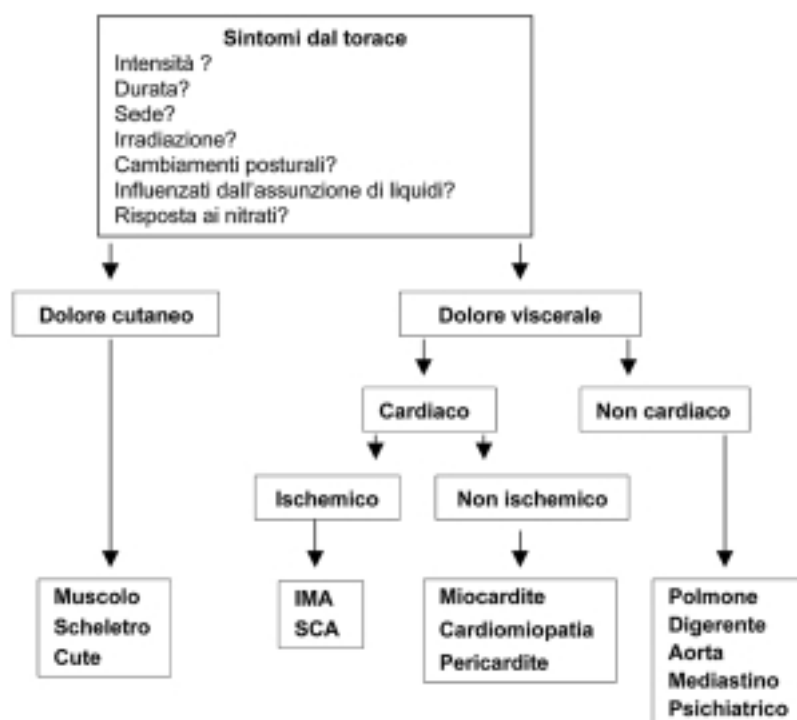 Sintomi dal torace
Intensità ?
Durata?
Sede?
Irradiazione?
Cambiamenti posturali?
Influenzati dall'assunzione di liquidi?
Risposta ai nitrati?
Dolore cutaneo
Dolore viscerale
Cardiaco
Non cardiaco
Ischemico
Non ischemico
Muscolo
Scheletro
Cute
IMA
SCA
Miocardite
Cardiomiopatia
Pericardite
Polmone
Digerente
Aorta
Mediastino
Psichiatrico